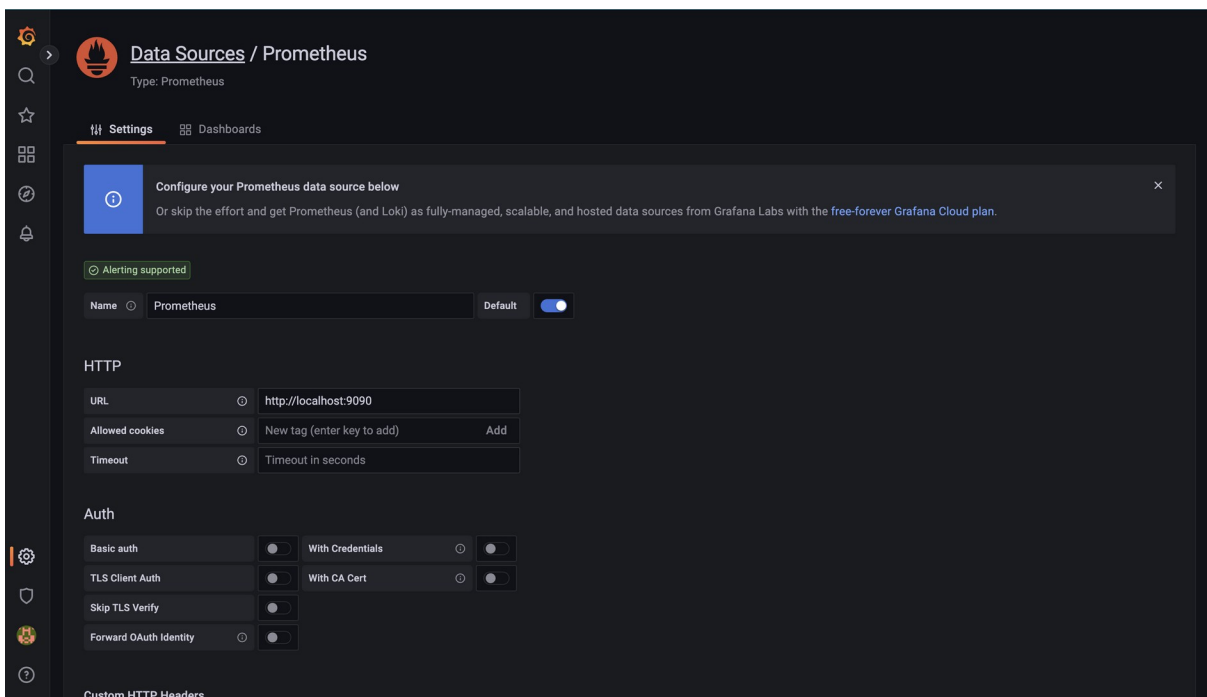 Data Sources / Prometheus
Type: Prometheus
Settings Dashboards
Configure your Prometheus data source below
Or skip the effort and get Prometheus (and Loki) as fully-managed, scalable, and hosted data sources from Grafana Labs with the free-forever Grafana Cloud plan.
Alerting supported
Name Prometheus Default
HTTP
URL http://localhost:9090
Allowed cookies New tag (enter key to add) Add
Timeout Timeout in seconds
Auth
Basic auth With Credentials
TLS Client Auth With CA Cert
Skip TLS Verify
Forward OAuth Identity
Custom HTTP Headers